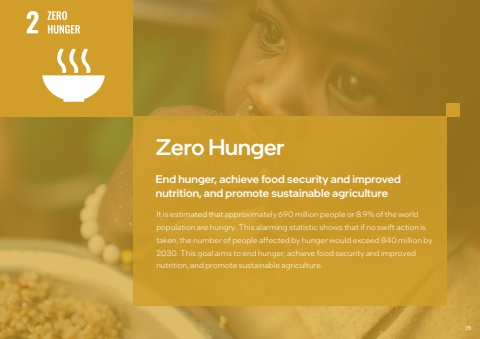 2 ZERO
HUNGER
Zero Hunger
End hunger, achieve food security and improved
nutrition, and promote sustainable agriculture
It is estimated that approximately 690 million people or 8.9% of the world
population are hungry. This alarming statistic shows that if no swift action is
taken, the number of people affected by hunger would exceed 840 million by
2030. This goal aims to end hunger, achieve food security and improved
nutrition, and promote sustainable agriculture.